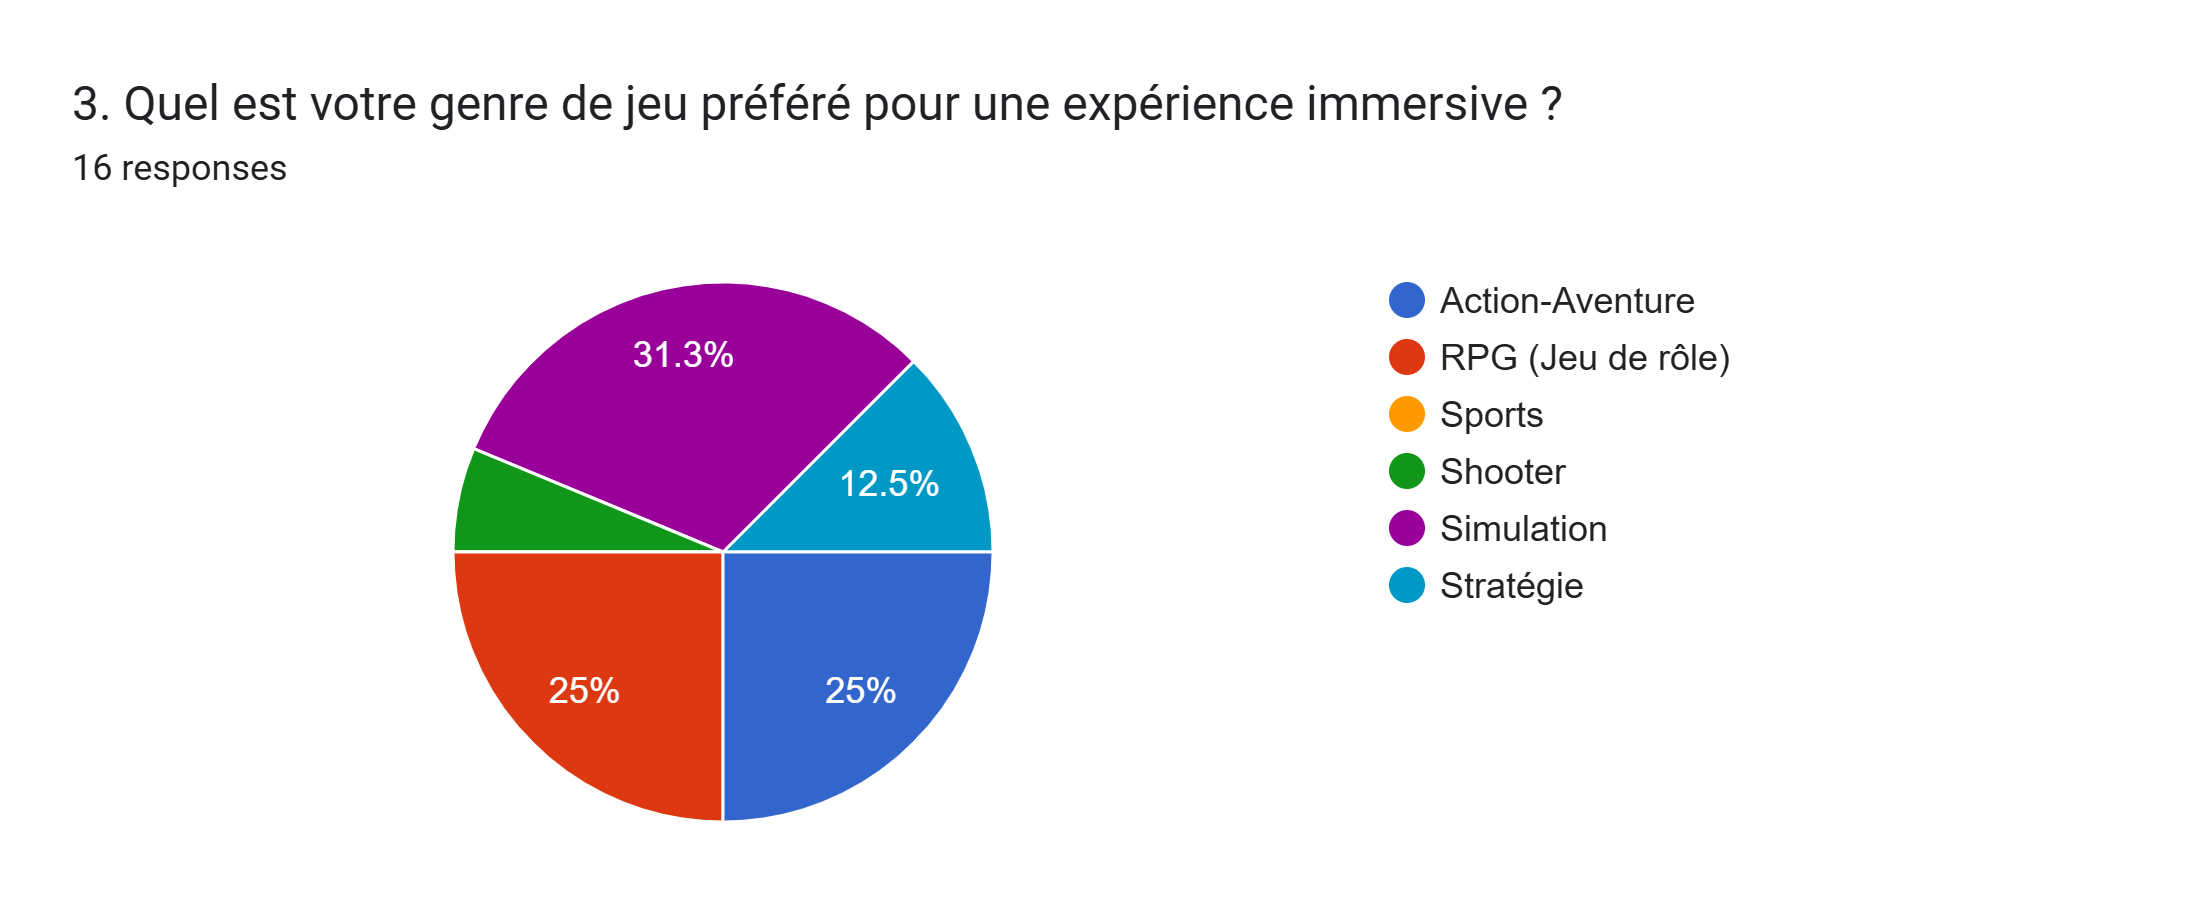 3. Quel est votre genre de jeu préféré pour une expérience immersive ?
16 responses
31.3%
12.5%
25%
25%
Action-Aventure
RPG (Jeu de rôle)
Sports
Shooter
Simulation
Stratégie